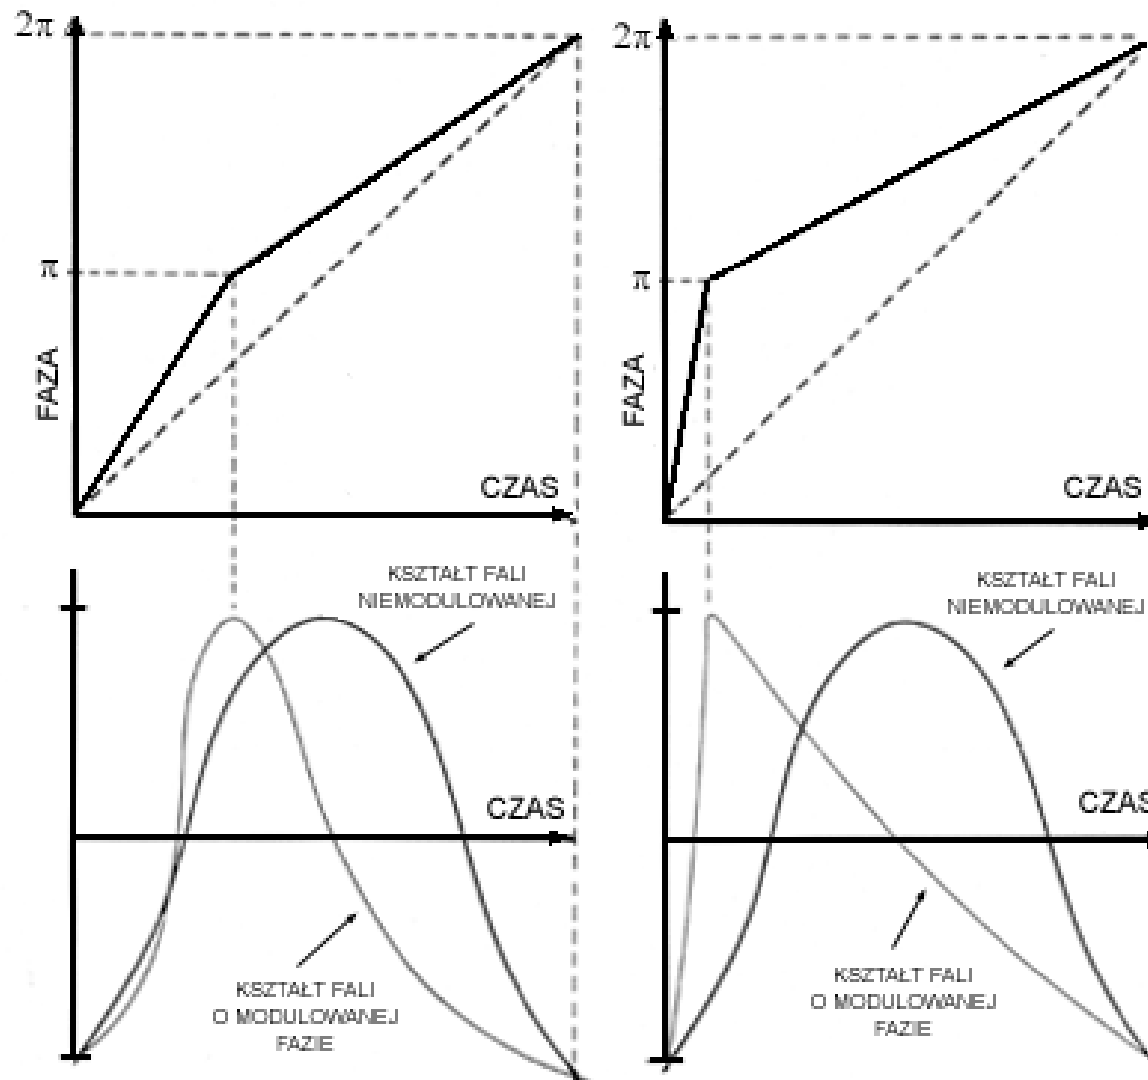 2π
π
FAZA
CZAS
KSZTAŁT FALI
NIEMODULOWANEJ
CZAS
KSZTAŁT FALI
O MODULOWANEJ
FAZIE
2π
π
FAZA
CZAS
KSZTAŁT FALI
NIEMODULOWANEJ
CZAS
KSZTAŁT FALI
O MODULOWANEJ
FAZIE